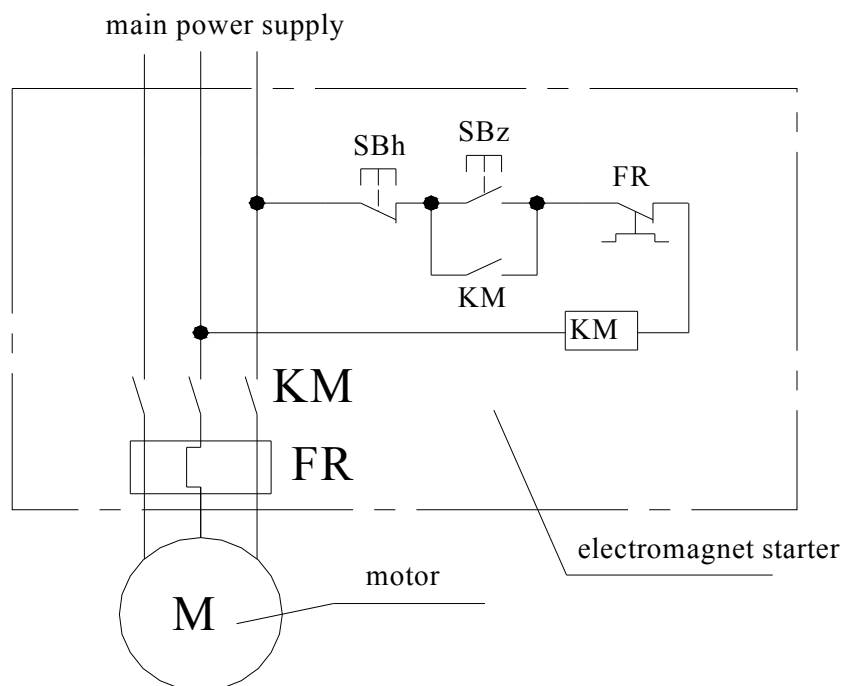 main power supply
SBh
SBz
FR
KM
KM
KM
FR
electromagnet starter
motor
M